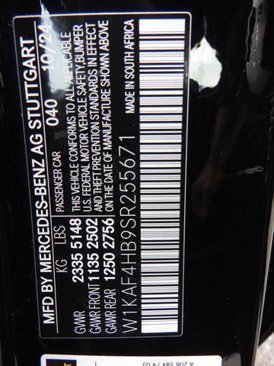 MFD BY MERCEDES-BENZ AG STUTTGART 10/24
PASSENGER CAR 040 MADE IN SOUTH AFRICA
KG LBS
GVWR 2335 5148
GAWR FRONT 1135 2502
GAWR REAR 1250 2756
THIS VEHICLE CONFORMS TO ALL APPLICABLE
U.S. FEDERAL MOTOR VEHICLE SAFETY, BUMPER
AND THEFT PREVENTION STANDARDS IN EFFECT
ON THE DATE OF MANUFACTURE SHOWN ABOVE
W1KAF4HB9SR255671